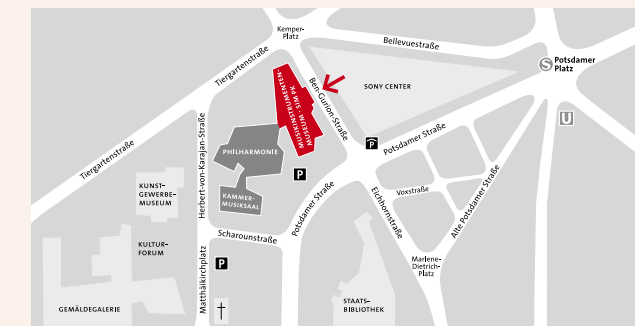 Kemper-
Platz
Bellevuestraße
Tiergartenstraße
Potsdamer
Platz
S
MUSIKINSTRUMENTEN-
MUSEUM · SIM PK
Ben-Gurion-Straße
SONY CENTER
U
Herbert-von-Karajan-Straße
Potsdamer Straße
PHILHARMONIE
P
Tiergartenstraße
P
KUNST-
GEWERBE-
MUSEUM
KAMMER-
MUSIKSAAL
Potsdamer Straße
Voxstraße
Eichhornstraße
Alte Potsdamer Straße
Scharounstraße
KULTUR-
FORUM
Matthäikirchplatz
P
Marlene-
Dietrich-
Platz
GEMÄLDEGALERIE
STAATS-
BIBLIOTHEK